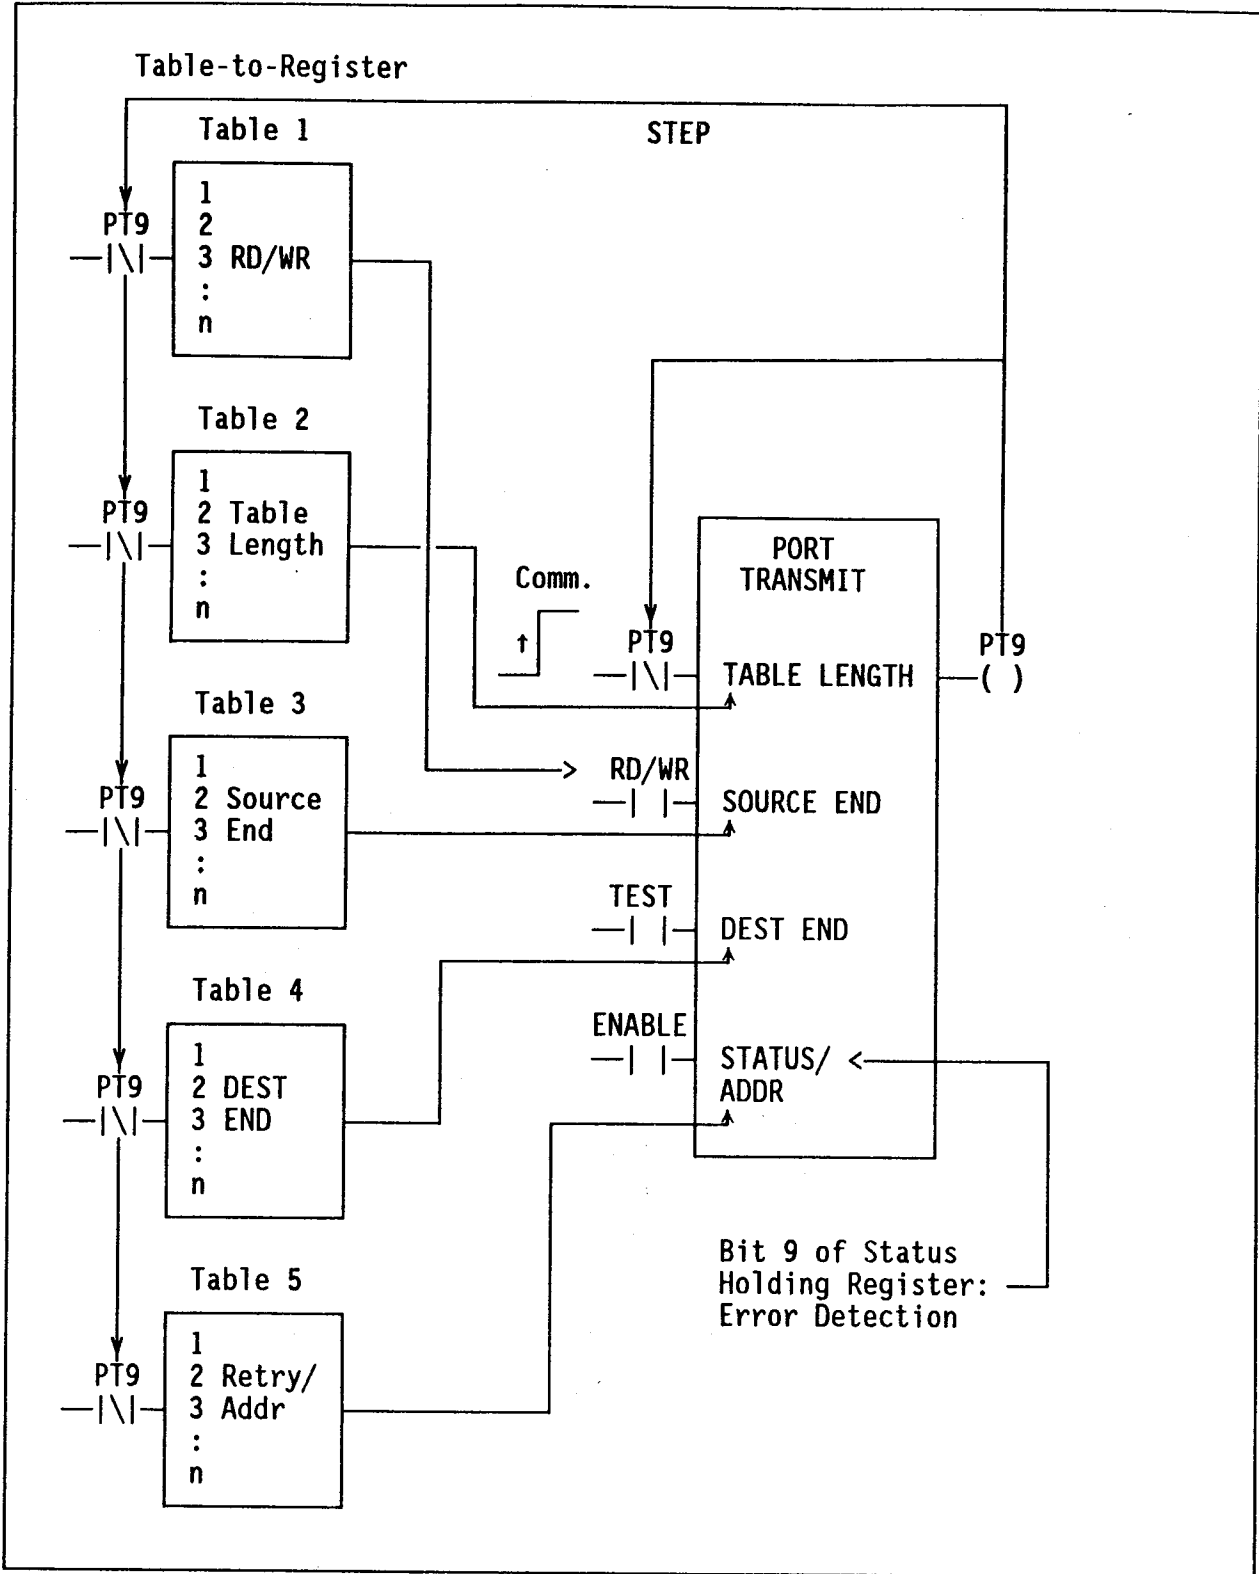 Table-to-Register
STEP
Table 1
PT9
1
2
3 RD/WR
:
n
Table 2
PT9
1
2 Table
3 Length
:
n
Table 3
PT9
1
2 Source
3 End
:
n
Table 4
PT9
1
2 DEST
3 END
:
n
Table 5
PT9
1
2 Retry/
3 Addr
:
n
Comm.
PT9
PORT
TRANSMIT
TABLE LENGTH
PT9
( )
RD/WR
SOURCE END
TEST
DEST END
ENABLE
STATUS/
ADDR
Bit 9 of Status
Holding Register:
Error Detection